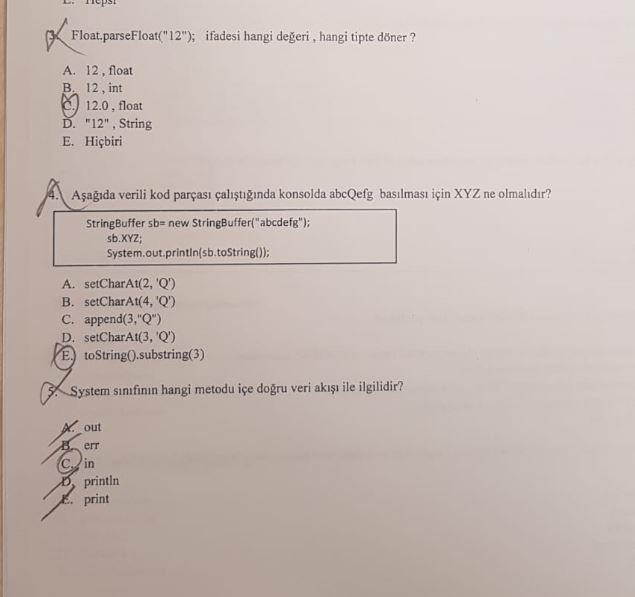 E. Hepsi
3. Float.parseFloat("12"); ifadesi hangi değeri , hangi tipte döner ?
A. 12 , float
B. 12 , int
C. 12.0 , float
D. "12" , String
E. Hiçbiri
4. Aşağıda verili kod parçası çalıştığında konsolda abcQefg basılması için XYZ ne olmalıdır?
StringBuffer sb= new StringBuffer("abcdefg");
sb.XYZ;
System.out.println(sb.toString());
A. setCharAt(2, 'Q')
B. setCharAt(4, 'Q')
C. append(3,"Q")
D. setCharAt(3, 'Q')
E. toString().substring(3)
5. System sınıfının hangi metodu içe doğru veri akışı ile ilgilidir?
A. out
B. err
C. in
D. println
E. print